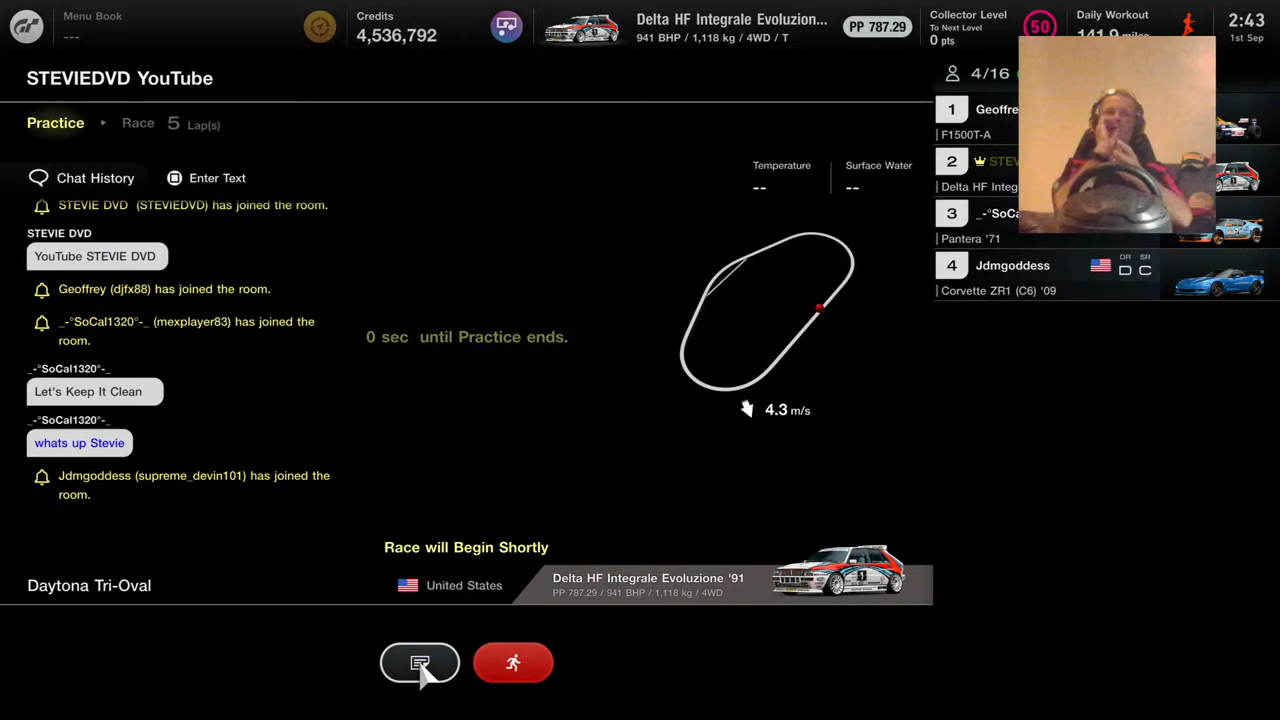 Menu Book
---
Credits
4,536,792
Delta HF Integrale Evoluzion...
941 BHP / 1,118 kg / 4WD / T
PP 787.29
Collector Level
To Next Level
0 pts
50
Daily Workout
141.9 miles
2:43
1st Sep
STEVIEDVD YouTube
Practice
Race 5 Lap(s)
Chat History
Enter Text
STEVIE DVD (STEVIEDVD) has joined the room.
STEVIE DVD
YouTube STEVIE DVD
Geoffrey (djfx88) has joined the room.
_-°SoCal1320°-_ (mexplayer83) has joined the
room.
_-°SoCal1320°-_
Let's Keep It Clean
_-°SoCal1320°-_
whats up Stevie
Jdmgoddess (supreme_devin101) has joined the
room.
0 sec until Practice ends.
Temperature
--
Surface Water
--
4.3 m/s
Race will Begin Shortly
Daytona Tri-Oval
United States
Delta HF Integrale Evoluzione '91
PP 787.29 / 941 BHP / 1,118 kg / 4WD
4/16
1 Geoffre
F1500T-A
2 STEV
Delta HF Integ
3 _-°SoCa
Pantera '71
4 Jdmgoddess
DR SR
D C
Corvette ZR1 (C6) '09